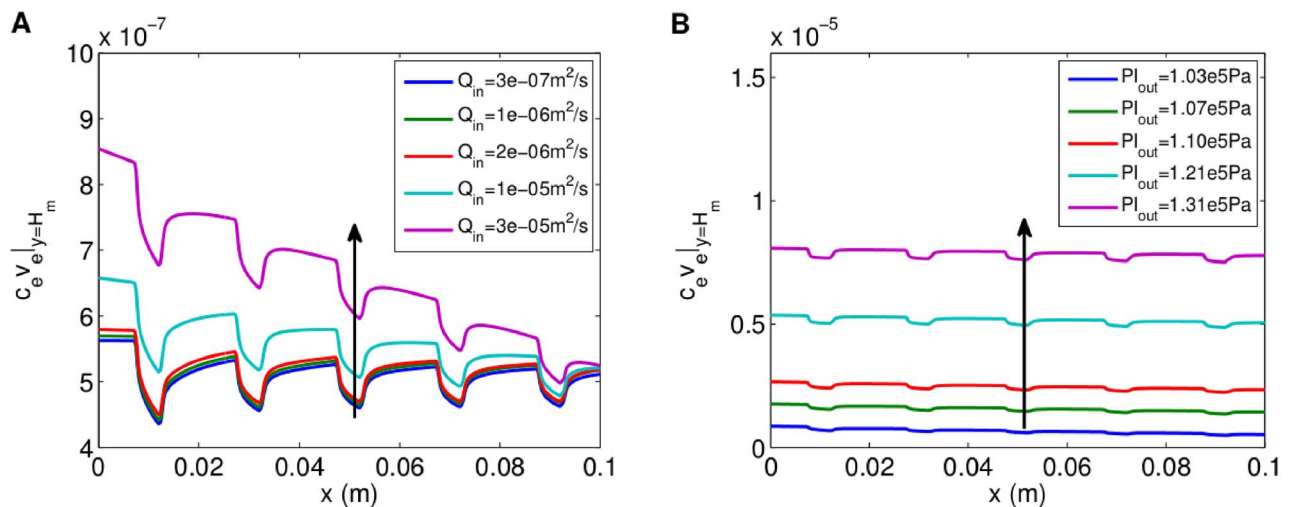 A
x 10^-7
10
9
8
7
6
5
4
c_e v_e|_y=H_m
Q_in=3e−07m^2/s
Q_in=1e−06m^2/s
Q_in=2e−06m^2/s
Q_in=1e−05m^2/s
Q_in=3e−05m^2/s
0 0.02 0.04 0.06 0.08 0.1
x (m)
B
x 10^-5
1.5
1
0.5
0
c_e v_e|_y=H_m
Pl_out=1.03e5Pa
Pl_out=1.07e5Pa
Pl_out=1.10e5Pa
Pl_out=1.21e5Pa
Pl_out=1.31e5Pa
0 0.02 0.04 0.06 0.08 0.1
x (m)